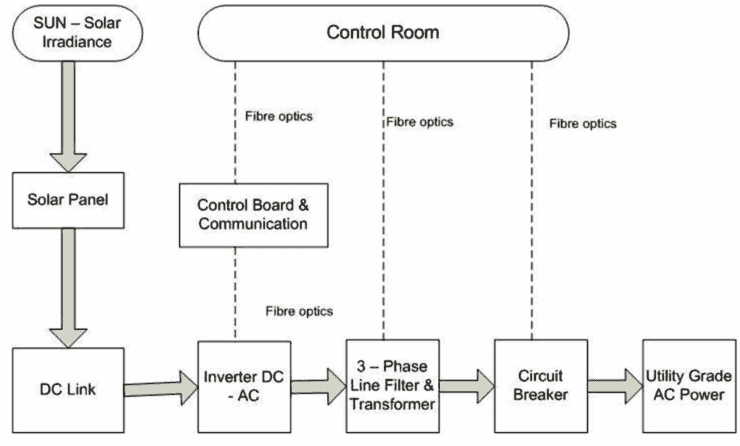 SUN – Solar
Irradiance
Control Room
Fibre optics
Fibre optics
Fibre optics
Solar Panel
Control Board &
Communication
Fibre optics
DC Link
Inverter DC
- AC
3 – Phase
Line Filter &
Transformer
Circuit
Breaker
Utility Grade
AC Power